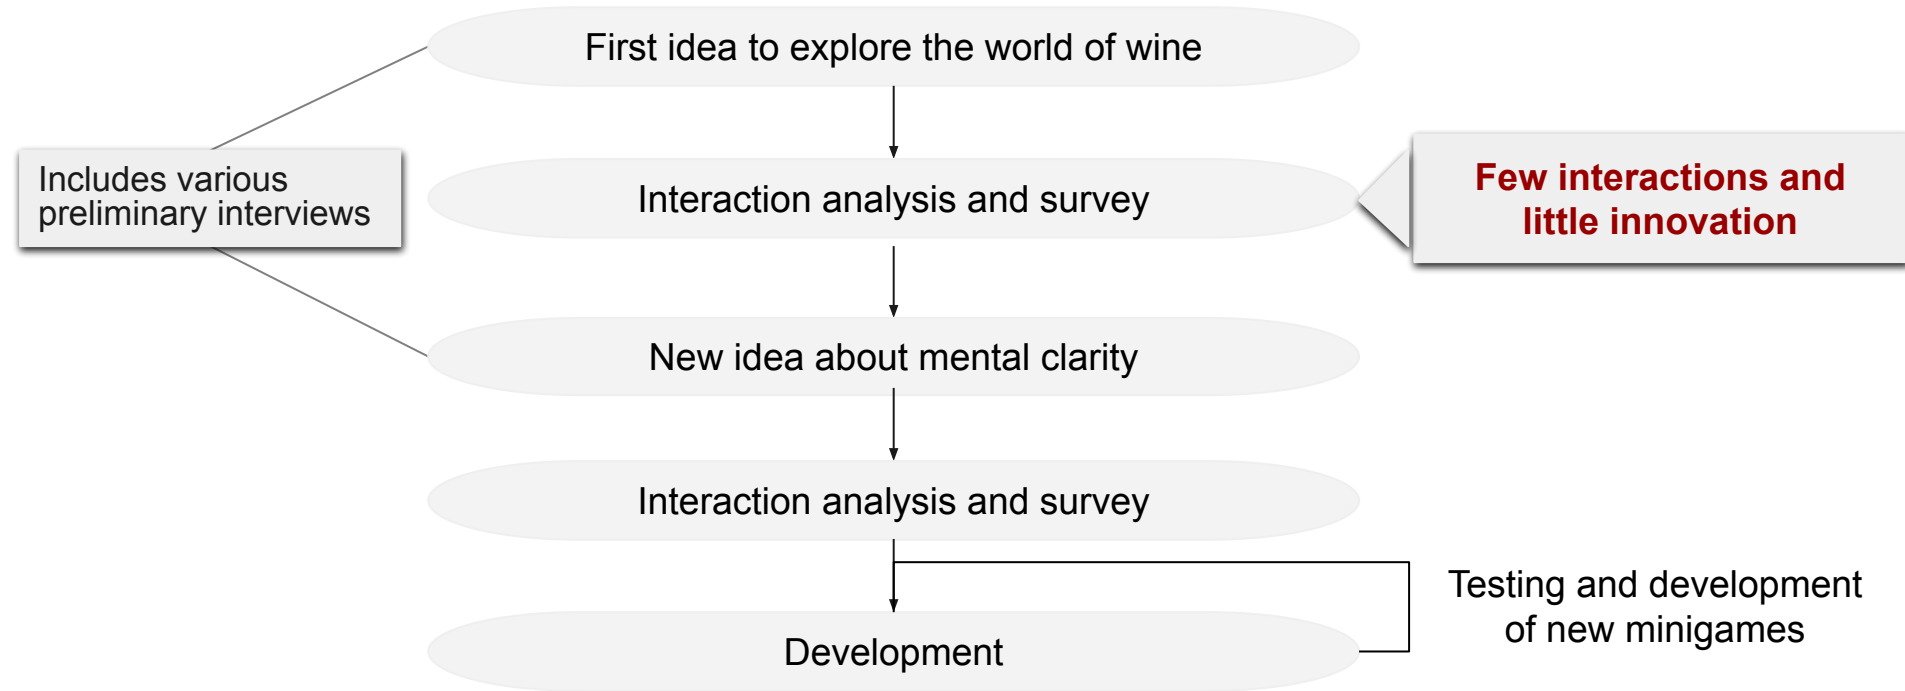 First idea to explore the world of wine
Includes various
preliminary interviews
Interaction analysis and survey
Few interactions and
little innovation
New idea about mental clarity
Interaction analysis and survey
Testing and development
of new minigames
Development